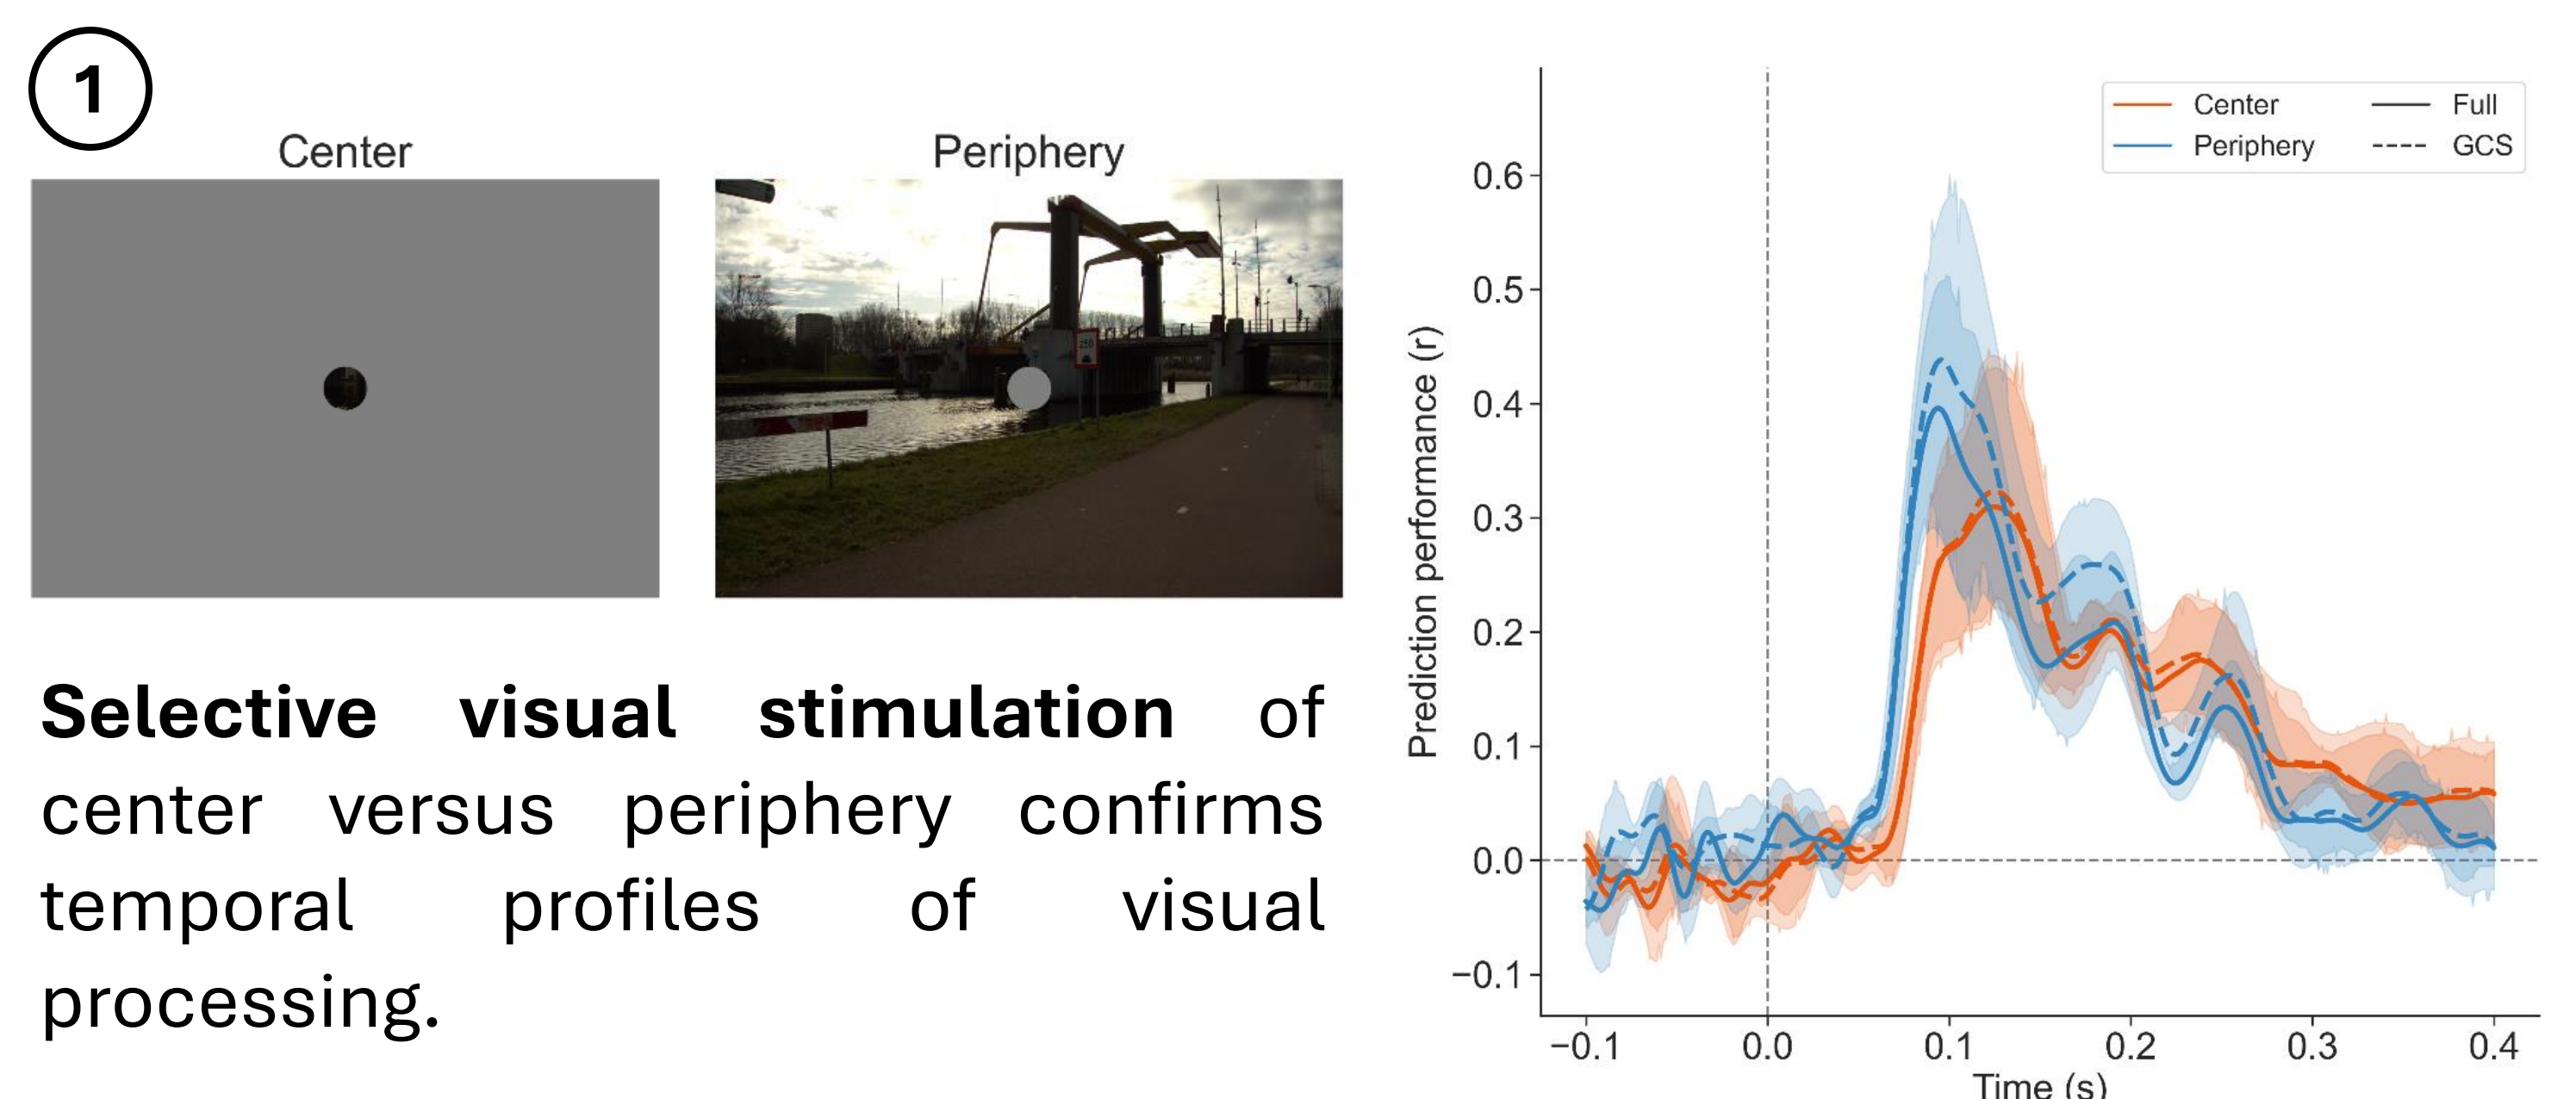 1
Center
Periphery
250
Selective visual stimulation of
center versus periphery confirms
temporal profiles of visual
processing.
Center
Periphery
Full
GCS
Prediction performance (r)
0.6
0.5
0.4
0.3
0.2
0.1
0.0
−0.1
−0.1 0.0 0.1 0.2 0.3 0.4
Time (s)